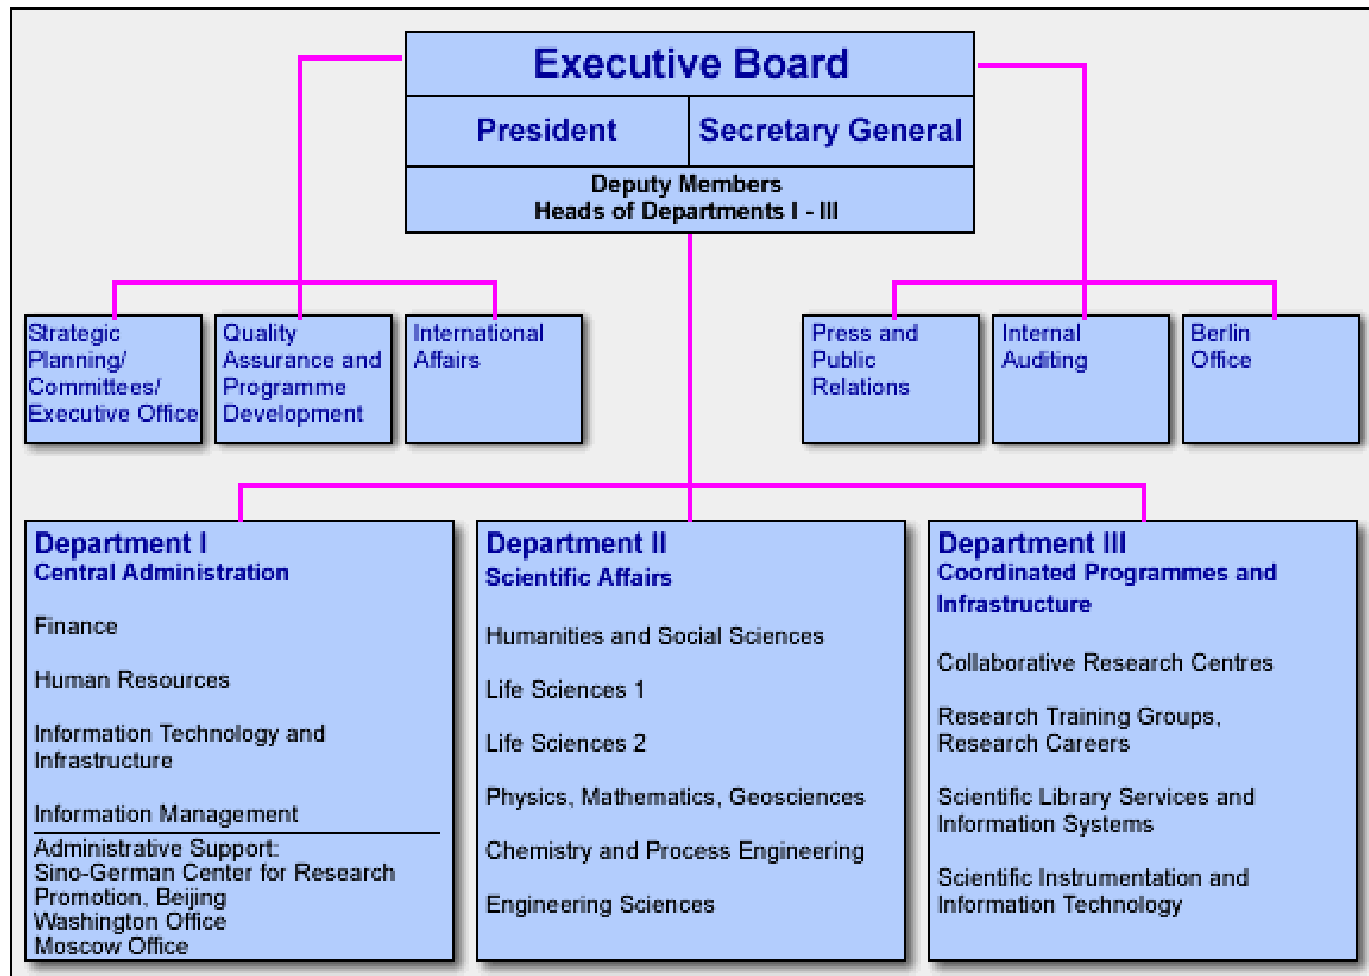 Executive Board
President
Secretary General
Deputy Members
Heads of Departments I - III
Strategic
Planning/
Committees/
Executive Office
Quality
Assurance and
Programme
Development
International
Affairs
Press and
Public
Relations
Internal
Auditing
Berlin
Office
Department I
Central Administration
Finance
Human Resources
Information Technology and
Infrastructure
Information Management
Administrative Support:
Sino-German Center for Research
Promotion, Beijing
Washington Office
Moscow Office
Department II
Scientific Affairs
Humanities and Social Sciences
Life Sciences 1
Life Sciences 2
Physics, Mathematics, Geosciences
Chemistry and Process Engineering
Engineering Sciences
Department III
Coordinated Programmes and
Infrastructure
Collaborative Research Centres
Research Training Groups,
Research Careers
Scientific Library Services and
Information Systems
Scientific Instrumentation and
Information Technology